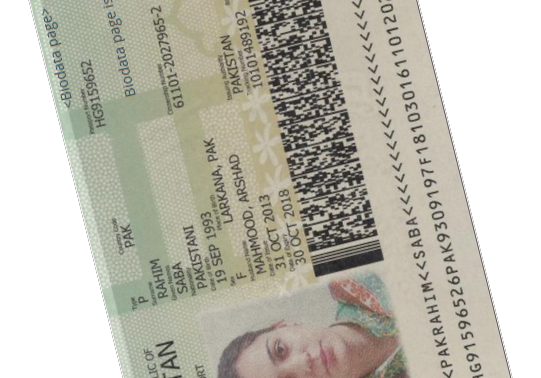 <Biodata page>
Biodata page is
LIC OF
TAN
ORT
Type
P
Country Code
PAK
Passport Number
HG9159652
Surname
RAHIM
Given Names
SABA
Nationality
PAKISTANI
Citizenship Number
61101-2027965-2
Date of Birth
19 SEP 1993
Sex
F
Place of Birth
LARKANA, PAK
Husband Name
MAHMOOD, ARSHAD
Date of Issue
31 OCT 2013
Date of Expiry
30 OCT 2018
Issuing Authority
PAKISTAN
Tracking Number
10101489192
<PAKRAHIM<<SABA<<<<<<<<<<<<<<<<<<<
HG91596526PAK9309197F181030161101202